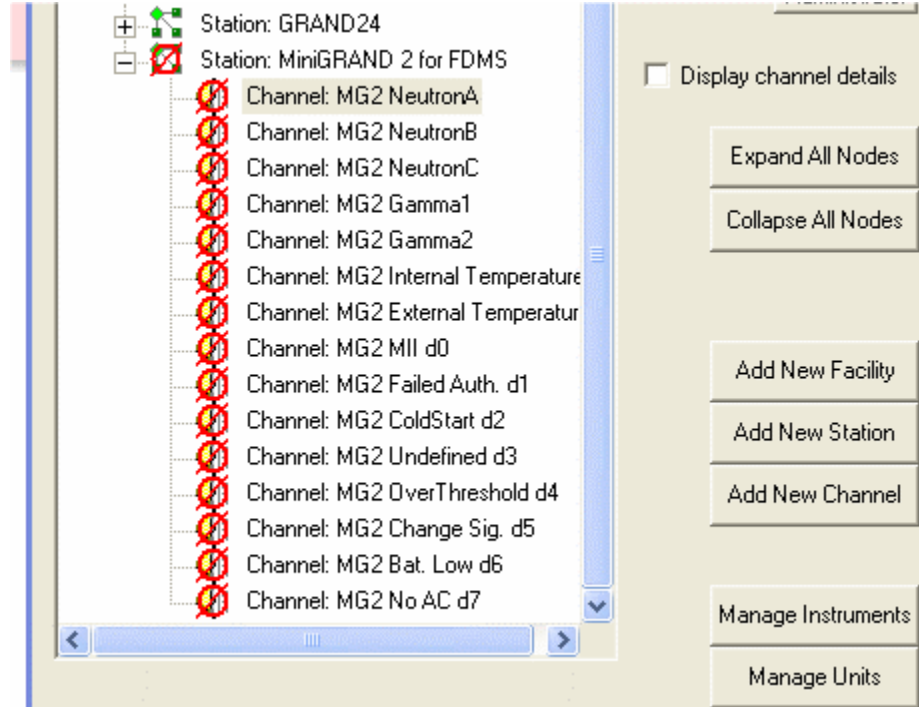 Station: GRAND24
Station: MiniGRAND 2 for FDMS
Channel: MG2 NeutronA
Channel: MG2 NeutronB
Channel: MG2 NeutronC
Channel: MG2 Gamma1
Channel: MG2 Gamma2
Channel: MG2 Internal Temperature
Channel: MG2 External Temperatur
Channel: MG2 MII d0
Channel: MG2 Failed Auth. d1
Channel: MG2 ColdStart d2
Channel: MG2 Undefined d3
Channel: MG2 OverThreshold d4
Channel: MG2 Change Sig. d5
Channel: MG2 Bat. Low d6
Channel: MG2 No AC d7
Display channel details
Expand All Nodes
Collapse All Nodes
Add New Facility
Add New Station
Add New Channel
Manage Instruments
Manage Units